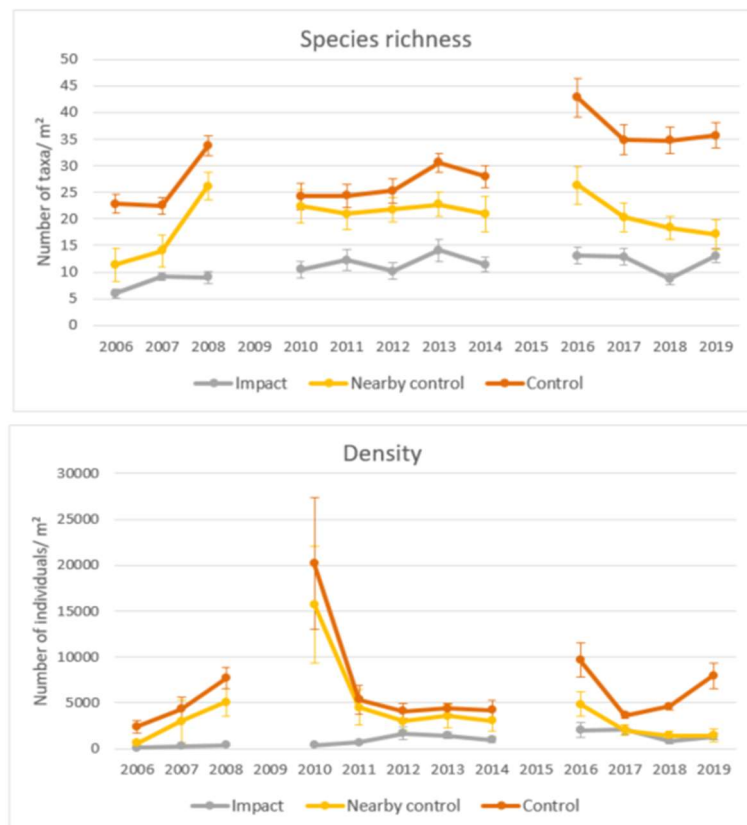 Species richness
Number of taxa/ m²
50
45
40
35
30
25
20
15
10
5
0
2006 2007 2008 2009 2010 2011 2012 2013 2014 2015 2016 2017 2018 2019
Impact Nearby control Control
Density
Number of individuals/ m²
30000
25000
20000
15000
10000
5000
0
2006 2007 2008 2009 2010 2011 2012 2013 2014 2015 2016 2017 2018 2019
Impact Nearby control Control